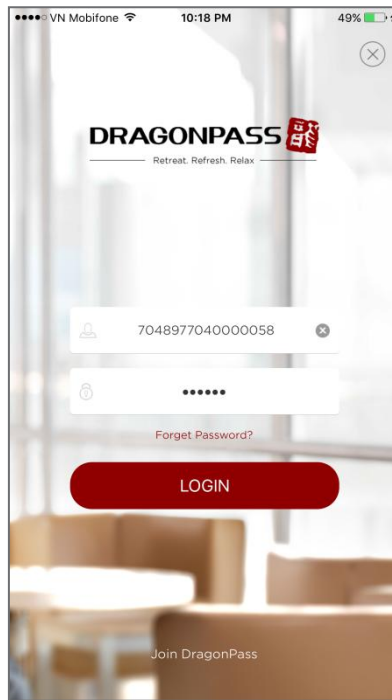 VN Mobifone 10:18 PM 49%
DRAGONPASS
Retreat. Refresh. Relax
7048977040000058
••••••
Forget Password?
LOGIN
Join DragonPass